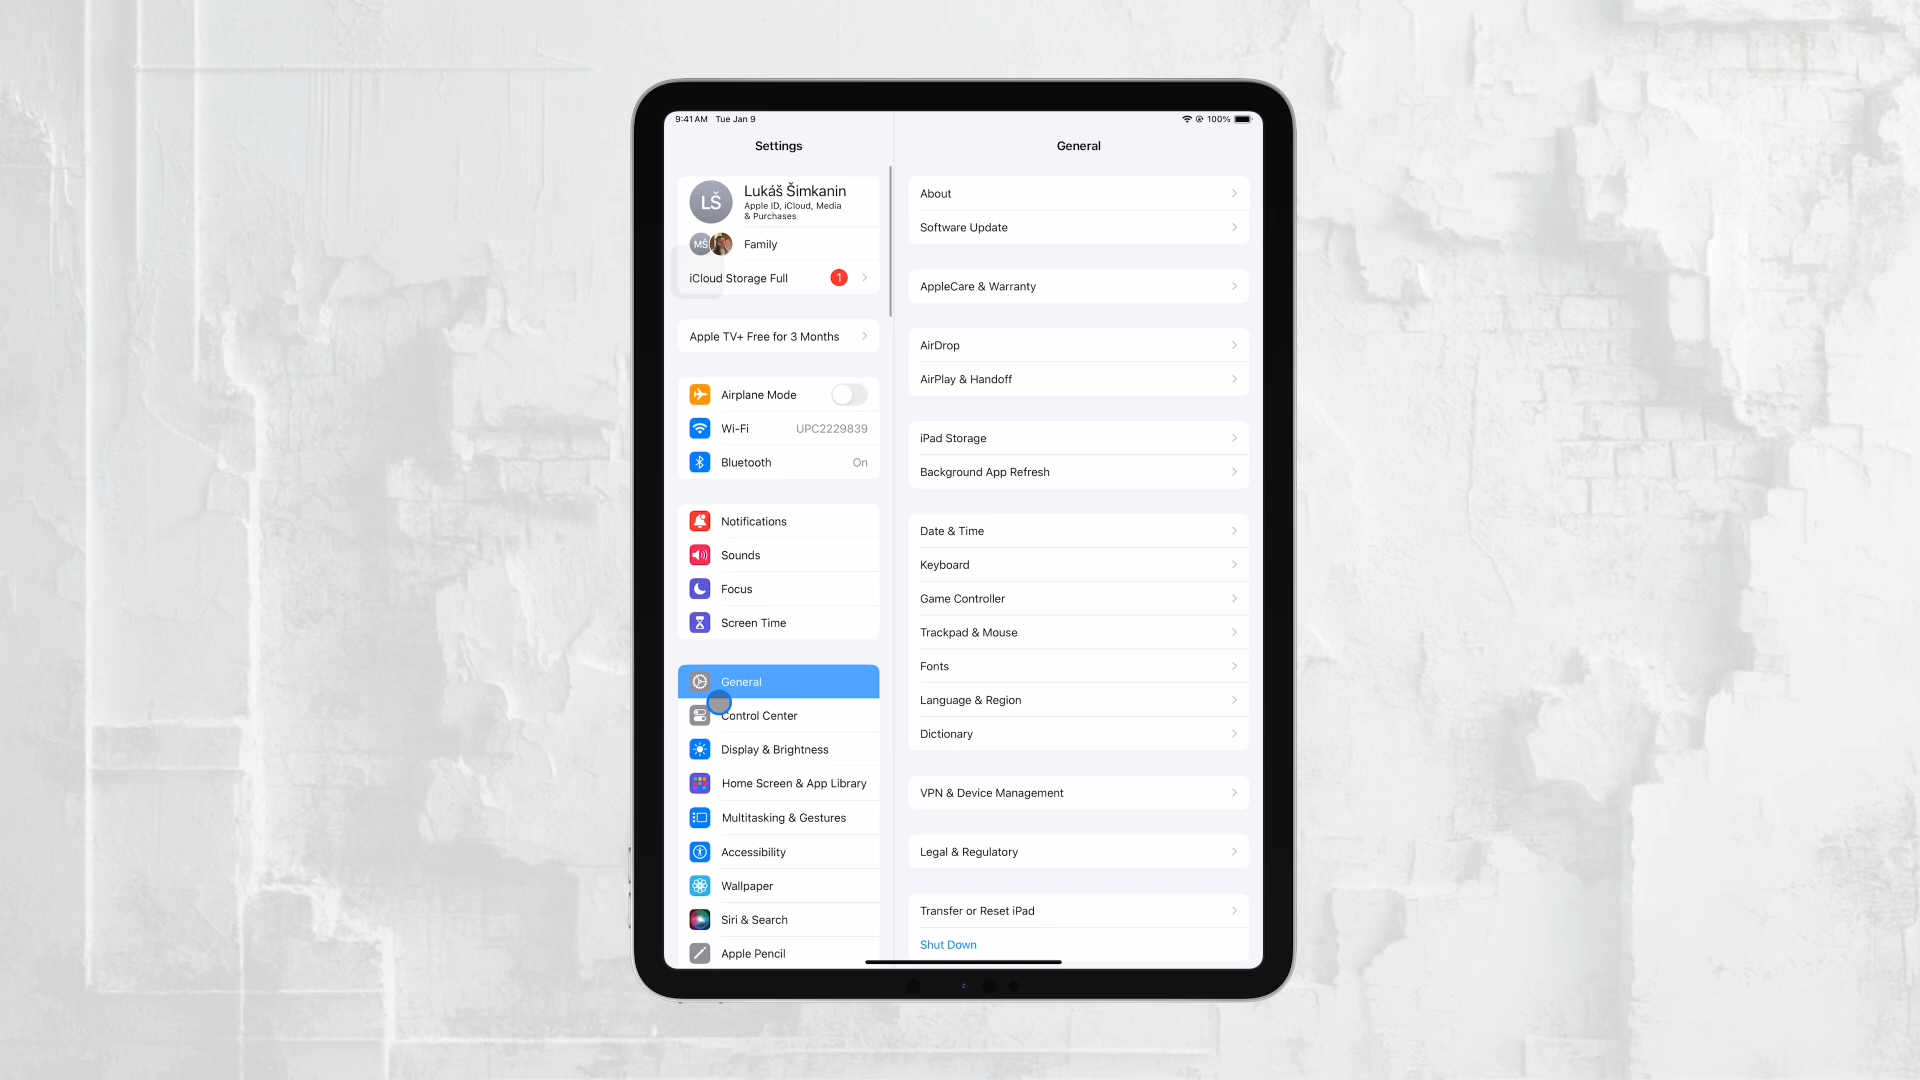 9:41 AM Tue Jan 9
100%
Settings
LŠ
Lukáš Šimkanin
Apple ID, iCloud, Media
& Purchases
MŠ
Family
iCloud Storage Full
1
Apple TV+ Free for 3 Months
Airplane Mode
Wi-Fi
UPC2229839
Bluetooth
On
Notifications
Sounds
Focus
Screen Time
General
Control Center
Display & Brightness
Home Screen & App Library
Multitasking & Gestures
Accessibility
Wallpaper
Siri & Search
Apple Pencil
General
About
Software Update
AppleCare & Warranty
AirDrop
AirPlay & Handoff
iPad Storage
Background App Refresh
Date & Time
Keyboard
Game Controller
Trackpad & Mouse
Fonts
Language & Region
Dictionary
VPN & Device Management
Legal & Regulatory
Transfer or Reset iPad
Shut Down